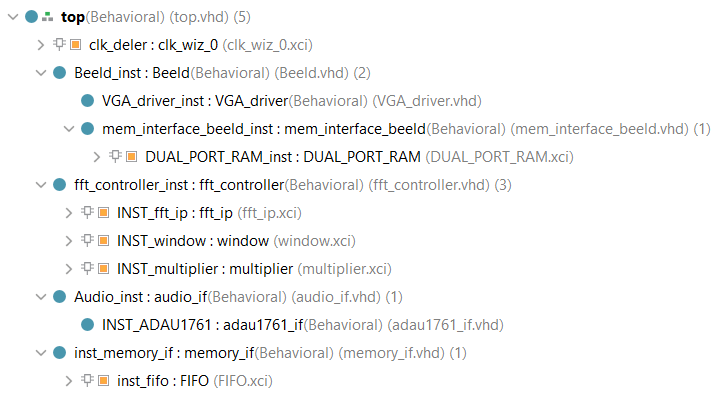 top(Behavioral) (top.vhd) (5)
clk_deler : clk_wiz_0 (clk_wiz_0.xci)
Beeld_inst : Beeld(Behavioral) (Beeld.vhd) (2)
VGA_driver_inst : VGA_driver(Behavioral) (VGA_driver.vhd)
mem_interface_beeld_inst : mem_interface_beeld(Behavioral) (mem_interface_beeld.vhd) (1)
DUAL_PORT_RAM_inst : DUAL_PORT_RAM (DUAL_PORT_RAM.xci)
fft_controller_inst : fft_controller(Behavioral) (fft_controller.vhd) (3)
INST_fft_ip : fft_ip (fft_ip.xci)
INST_window : window (window.xci)
INST_multiplier : multiplier (multiplier.xci)
Audio_inst : audio_if(Behavioral) (audio_if.vhd) (1)
INST_ADAU1761 : adau1761_if(Behavioral) (adau1761_if.vhd)
inst_memory_if : memory_if(Behavioral) (memory_if.vhd) (1)
inst_fifo : FIFO (FIFO.xci)